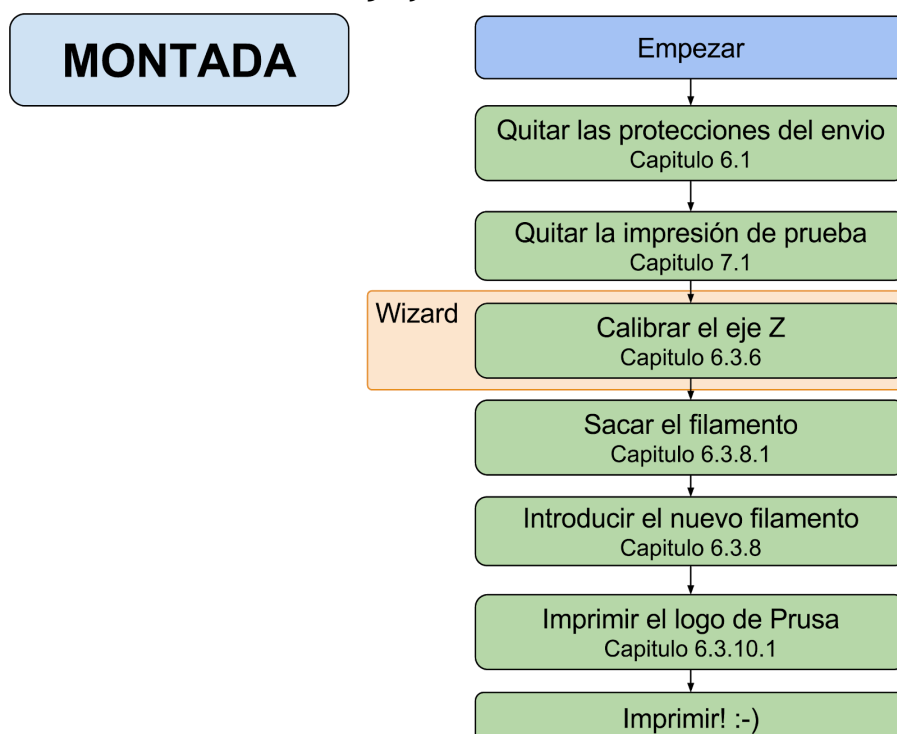 MONTADA
Empezar
Quitar las protecciones del envio
Capitulo 6.1
Quitar la impresión de prueba
Capitulo 7.1
Wizard
Calibrar el eje Z
Capitulo 6.3.6
Sacar el filamento
Capitulo 6.3.8.1
Introducir el nuevo filamento
Capitulo 6.3.8
Imprimir el logo de Prusa
Capitulo 6.3.10.1
Imprimir! :-)